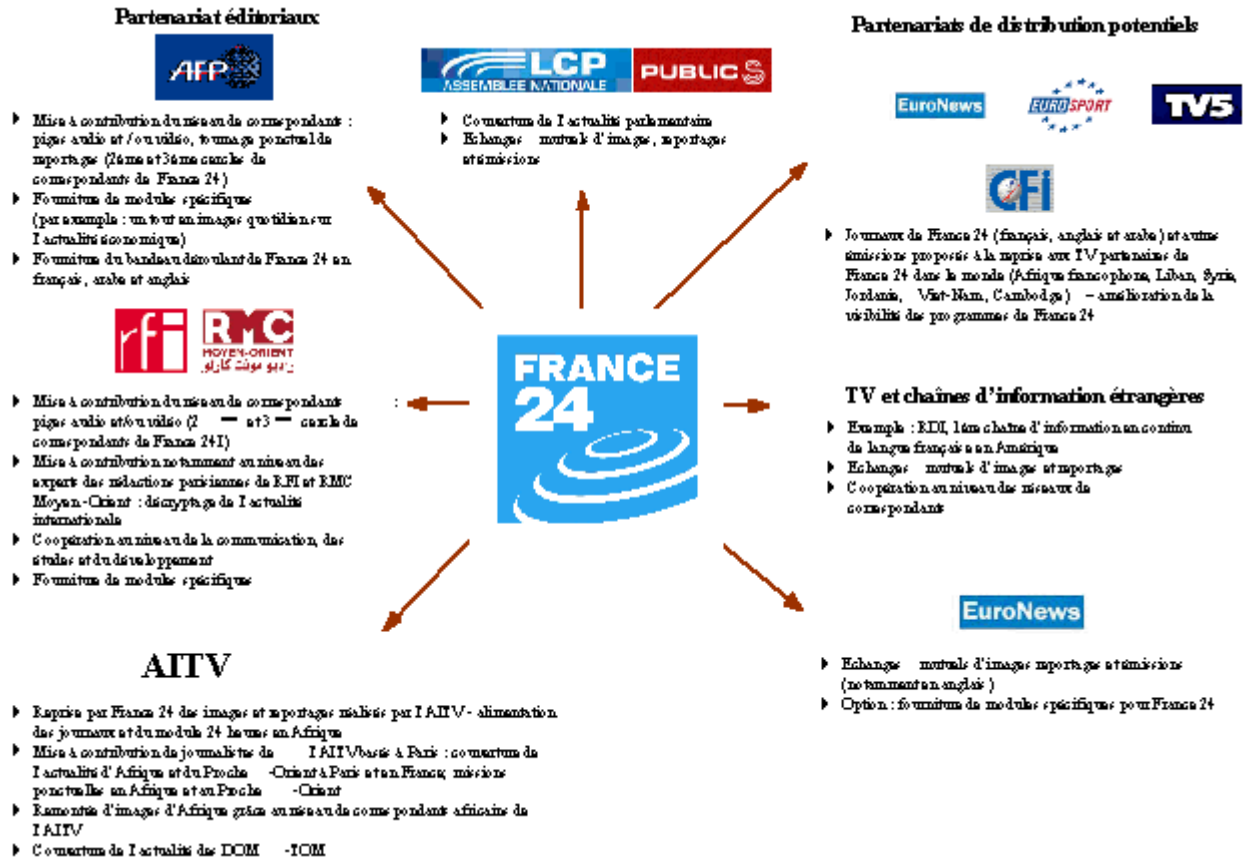 Partenariat éditoriaux
AFP
Mise à contribution du réseau de correspondants :
piges audio et / ou vidéo, tournage ponctuel de
reportages (2ème et 3ème cercles de
correspondants de France 24)
Fourniture de modules spécifiques
(par exemple : un tout en images quotidien sur
l actualité économique)
Fourniture du bandeau déroulant de France 24 en
français, arabe et anglais
LCP
ASSEMBLEE NATIONALE
PUBLIC S
Couverture de l actualité parlementaire
Echanges mutuels d'images, reportages
et émissions
Partenariats de distribution potentiels
EuroNews
EUROSPORT
TV5
CFi
Journaux de France 24 (français, anglais et arabe) et autres
émissions proposés à la reprise aux TV partenaires de
France 24 dans le monde (Afrique francophone, Liban, Syrie,
Jordanie, Viet-Nam, Cambodge) – amélioration de la
visibilité des programmes de France 24
rfi
RMC
MOYEN-ORIENT
Mise à contribution du réseau de correspondants :
piges audio et/ou vidéo (2 et 3 cercle de
correspondants de France 24I)
Mise à contribution notamment au niveau des
experts des rédactions parisiennes de RFI et RMC
Moyen-Orient : décryptage de l actualité
internationale
Coopération au niveau de la communication, des
études et du développement
Fourniture de modules spécifiques
FRANCE
24
TV et chaînes d'information étrangères
Exemple : RDI, 1ère chaîne d'information en continu
de langue française en Amérique
Echanges mutuels d'images et reportages
Coopération au niveau des réseaux de
correspondants
AITV
Reprise par France 24 des images et reportages réalisés par l AITV - alimentation
des journaux et du module 24 heures en Afrique
Mise à contribution de journalistes de l AITV basés à Paris : couverture de
l actualité d'Afrique et du Proche -Orient à Paris et en France; missions
ponctuelles en Afrique et au Proche -Orient
Remontée d'images d'Afrique grâce au réseau de correspondants africains de
l AITV
Couverture de l actualité des DOM -TOM
EuroNews
Echanges mutuels d'images reportages et émissions
(notamment en anglais)
Option : fourniture de modules spécifiques pour France 24